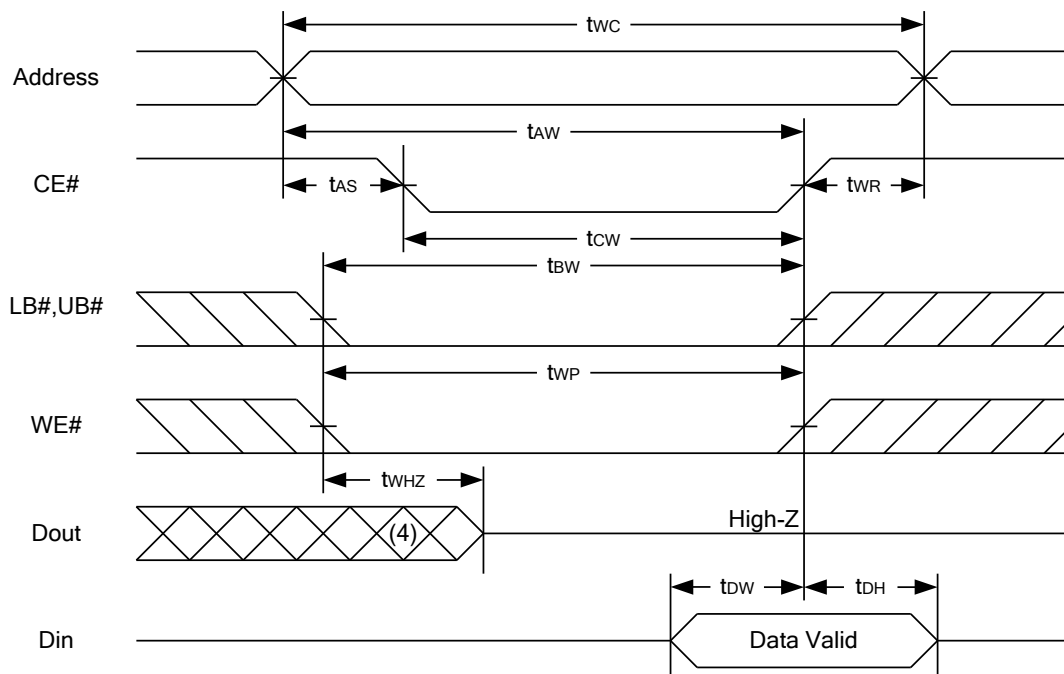 tWC
Address
tAW
CE#
tAS
tWR
tCW
tBW
LB#,UB#
tWP
WE#
tWHZ
Dout
(4)
High-Z
tDW
tDH
Din
Data Valid